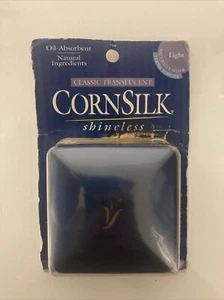 Oil-Absorbent
Natural
Ingredients
Light
CLASSIC TRANSLUCENT
CORNSILK®
shineless